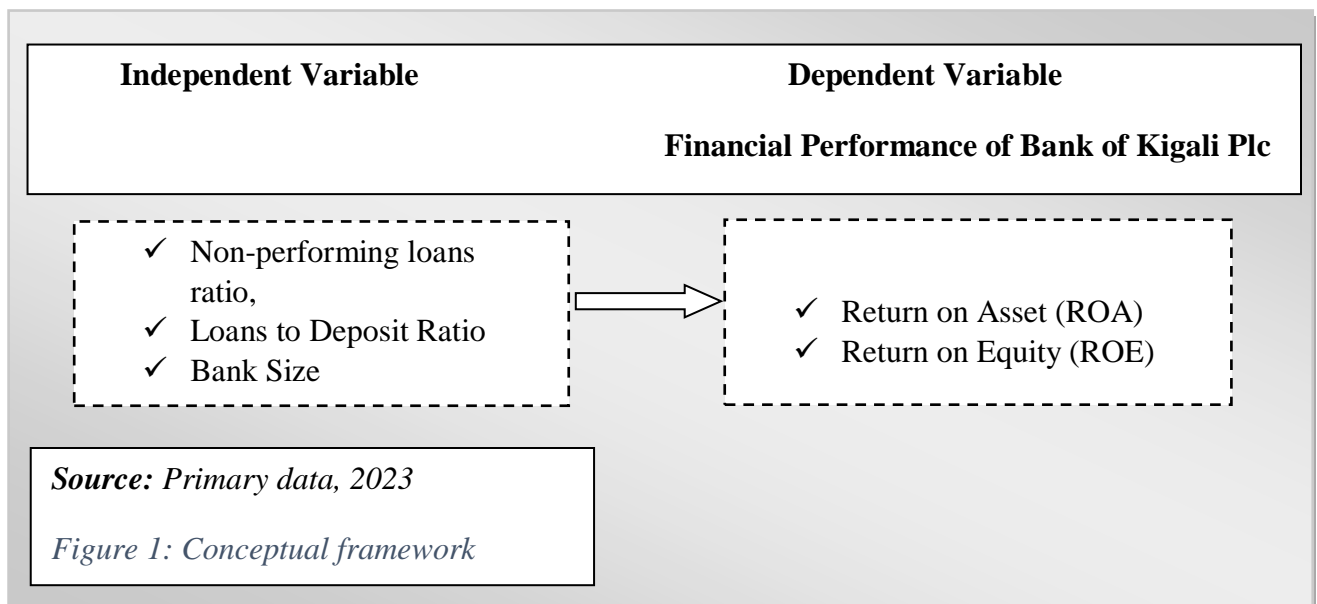 Independent Variable
Dependent Variable
Financial Performance of Bank of Kigali Plc
✓ Non-performing loans
ratio,
✓ Loans to Deposit Ratio
✓ Bank Size
✓ Return on Asset (ROA)
✓ Return on Equity (ROE)
Source: Primary data, 2023
Figure 1: Conceptual framework